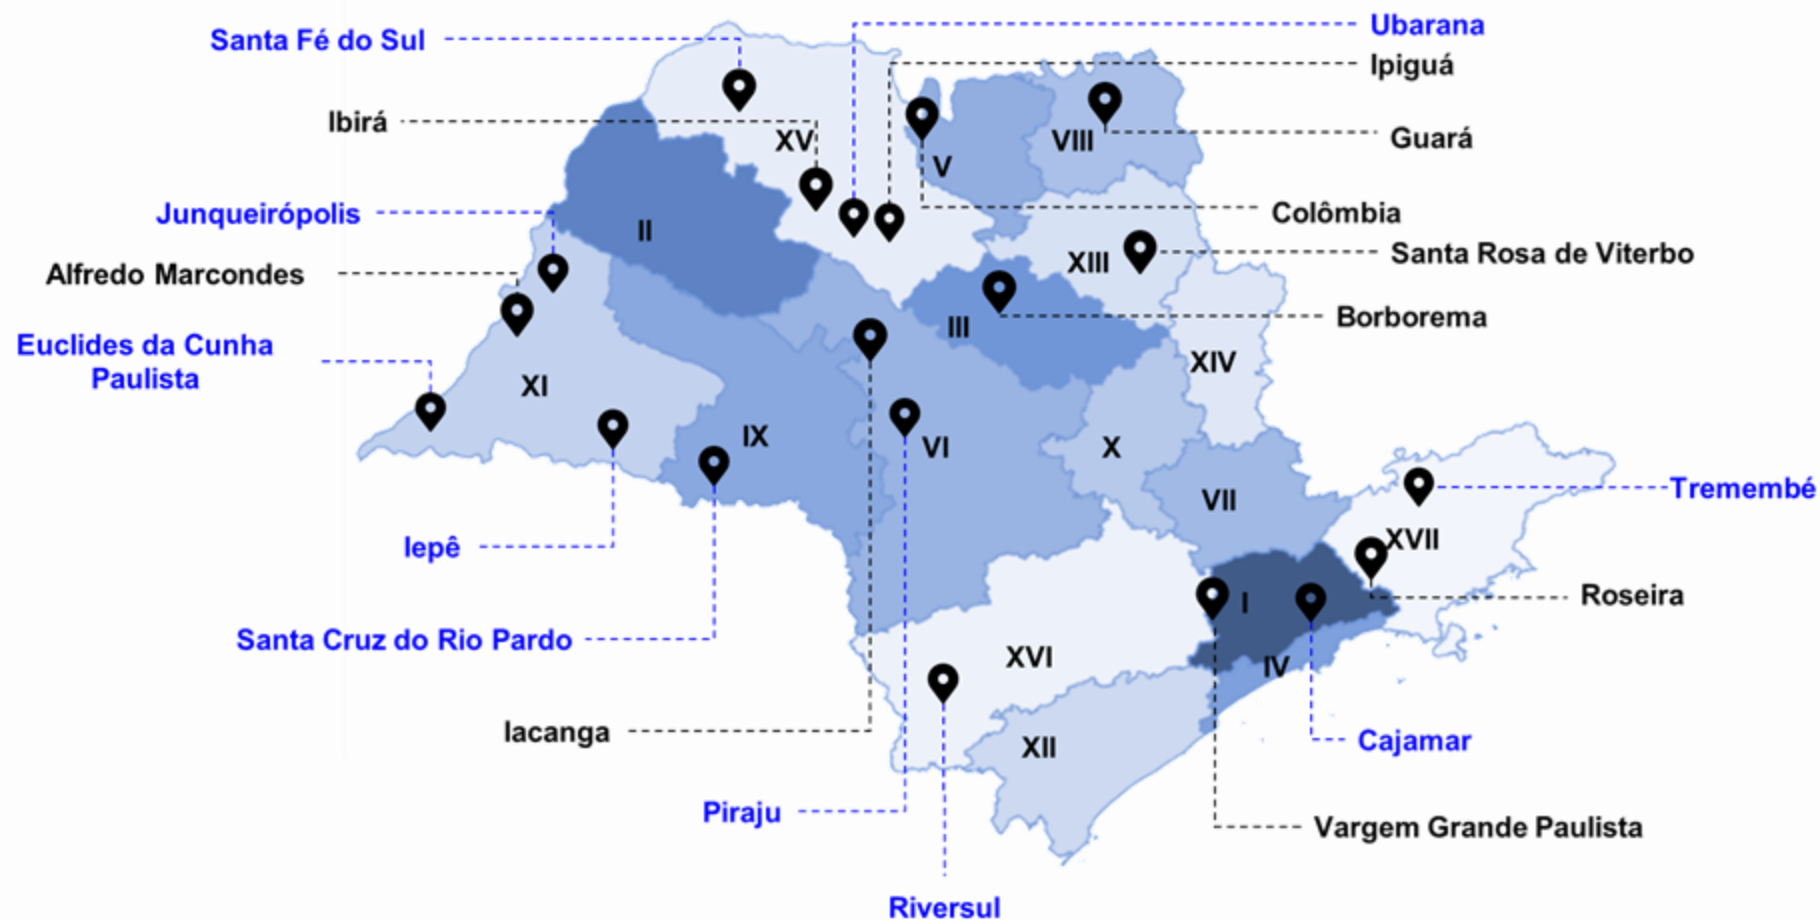 Ubarana
Santa Fé do Sul
Ipiguá
Ibirá
Guará
XV
VIII
V
Junqueirópolis
Colômbia
II
Santa Rosa de Viterbo
XIII
Alfredo Marcondes
Borborema
III
Euclides da Cunha
Paulista
XIV
XI
IX
VI
X
Tremembé
VII
XVII
Iepê
Roseira
I
Santa Cruz do Rio Pardo
XVI
IV
Iacanga
Cajamar
XII
Piraju
Vargem Grande Paulista
Riversul